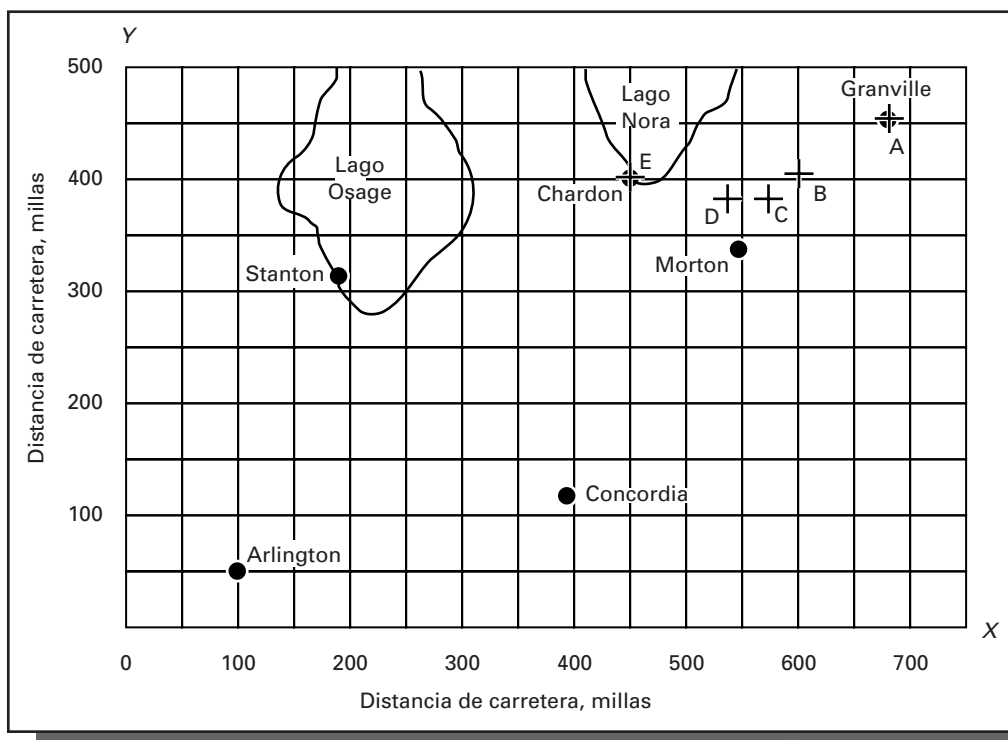 Y
500
400
300
200
100
Distancia de carretera, millas
Lago
Osage
Lago
Nora
Granville
A
E
Chardon
B
D
C
Morton
Stanton
Concordia
Arlington
X
0
100
200
300
400
500
600
700
Distancia de carretera, millas